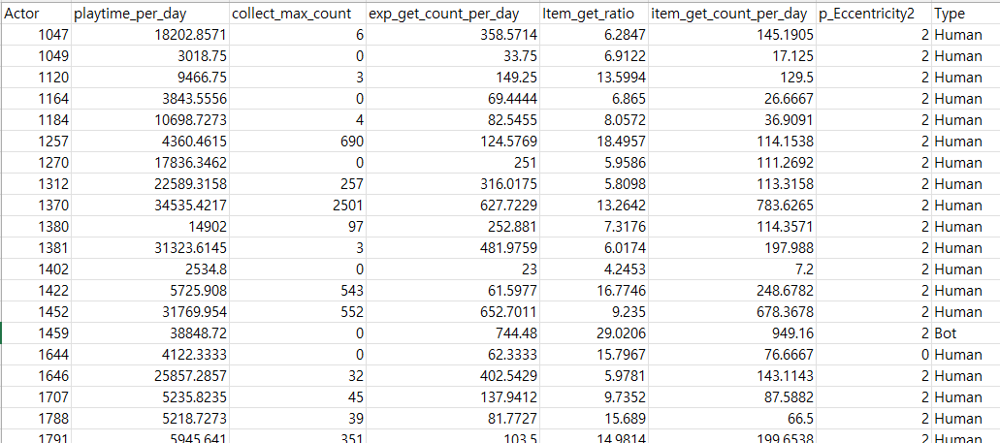 Actor playtime_per_day collect_max_count exp_get_count_per_day Item_get_ratio item_get_count_per_day p_Eccentricity2 Type
1047 18202.8571 6 358.5714 6.2847 145.1905 2 Human
1049 3018.75 0 33.75 6.9122 17.125 2 Human
1120 9466.75 3 149.25 13.5994 129.5 2 Human
1164 3843.5556 0 69.4444 6.865 26.6667 2 Human
1184 10698.7273 4 82.5455 8.0572 36.9091 2 Human
1257 4360.4615 690 124.5769 18.4957 114.1538 2 Human
1270 17836.3462 0 251 5.9586 111.2692 2 Human
1312 22589.3158 257 316.0175 5.8098 113.3158 2 Human
1370 34535.4217 2501 627.7229 13.2642 783.6265 2 Human
1380 14902 97 252.881 7.3176 114.3571 2 Human
1381 31323.6145 3 481.9759 6.0174 197.988 2 Human
1402 2534.8 0 23 4.2453 7.2 2 Human
1422 5725.908 543 61.5977 16.7746 248.6782 2 Human
1452 31769.954 552 652.7011 9.235 678.3678 2 Human
1459 38848.72 0 744.48 29.0206 949.16 2 Bot
1644 4122.3333 0 62.3333 15.7967 76.6667 0 Human
1646 25857.2857 32 402.5429 5.9781 143.1143 2 Human
1707 5235.8235 45 137.9412 9.7352 87.5882 2 Human
1788 5218.7273 39 81.7727 15.689 66.5 2 Human
1791 5945.641 351 103.5 14.9814 199.6538 2 Human